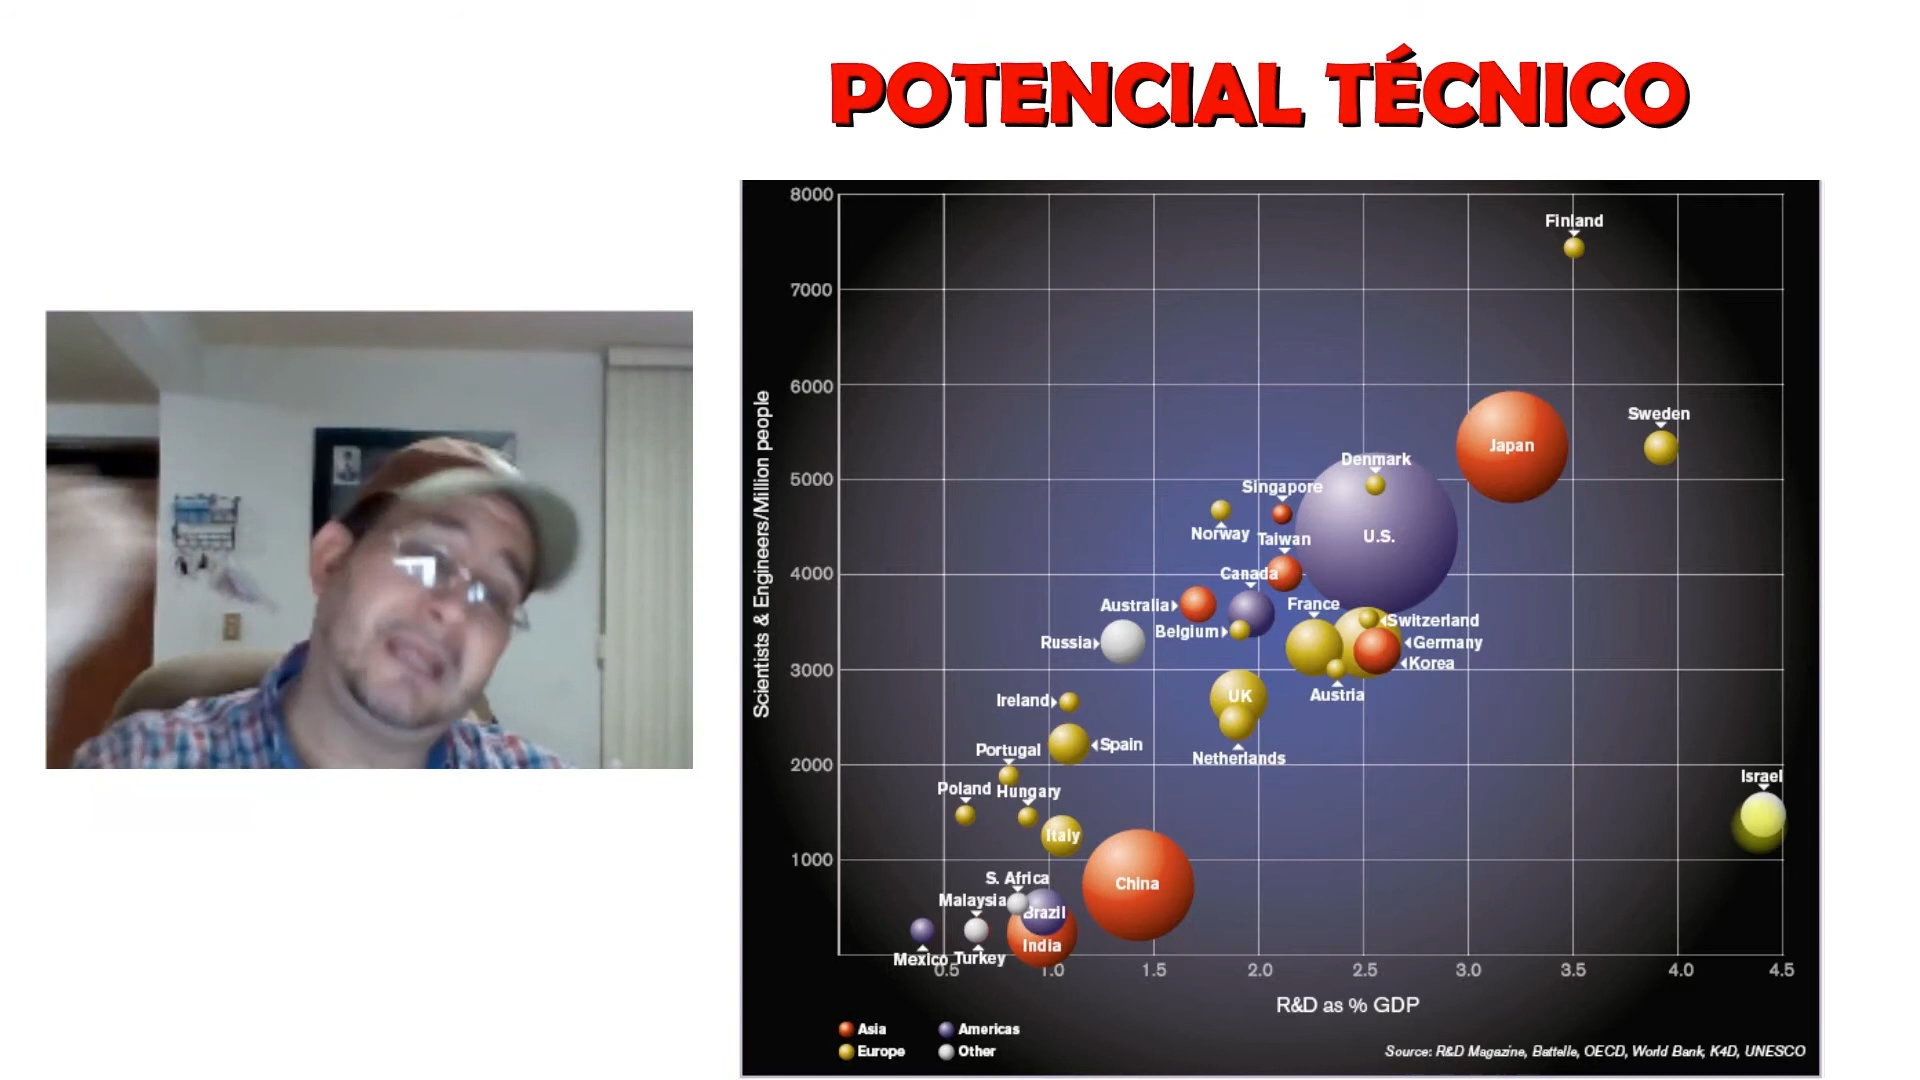 POTENCIAL TÉCNICO
8000
7000
6000
5000
4000
3000
2000
1000
Scientists & Engineers/Million people
Finland
Sweden
Japan
Denmark
Singapore
U.S.
Norway
Taiwan
Canada
Australia
France
Switzerland
Belgium
Russia
Germany
Korea
Austria
UK
Ireland
Spain
Portugal
Netherlands
Israel
Poland
Hungary
Italy
China
S. Africa
Malaysia
Brazil
India
Mexico
Turkey
0.5 1.0 1.5 2.0 2.5 3.0 3.5 4.0 4.5
R&D as % GDP
Asia
Americas
Europe
Other
Source: R&D Magazine, Battelle, OECD, World Bank, K4D, UNESCO